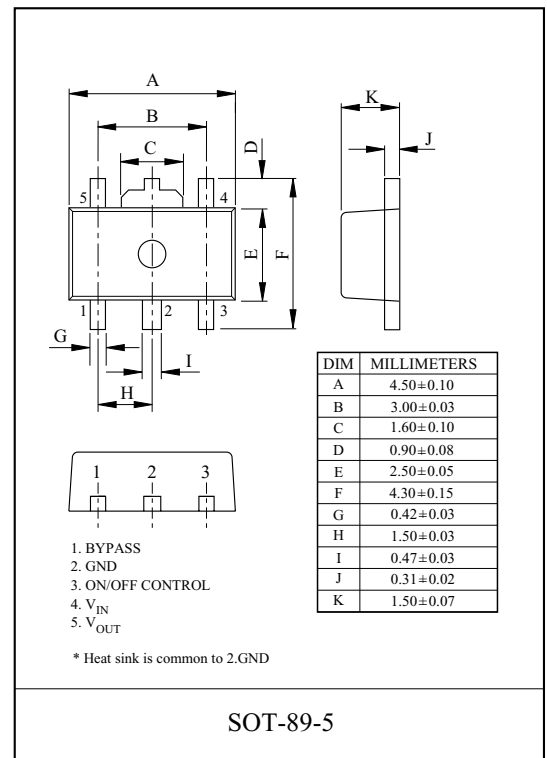 A
B
C
D
K
J
5
4
E
F
1
2
3
G
I
H
1 2 3
DIM MILLIMETERS
A 4.50±0.10
B 3.00±0.03
C 1.60±0.10
D 0.90±0.08
E 2.50±0.05
F 4.30±0.15
G 0.42±0.03
H 1.50±0.03
I 0.47±0.03
J 0.31±0.02
K 1.50±0.07
1. BYPASS
2. GND
3. ON/OFF CONTROL
4. VIN
5. VOUT
* Heat sink is common to 2.GND
SOT-89-5